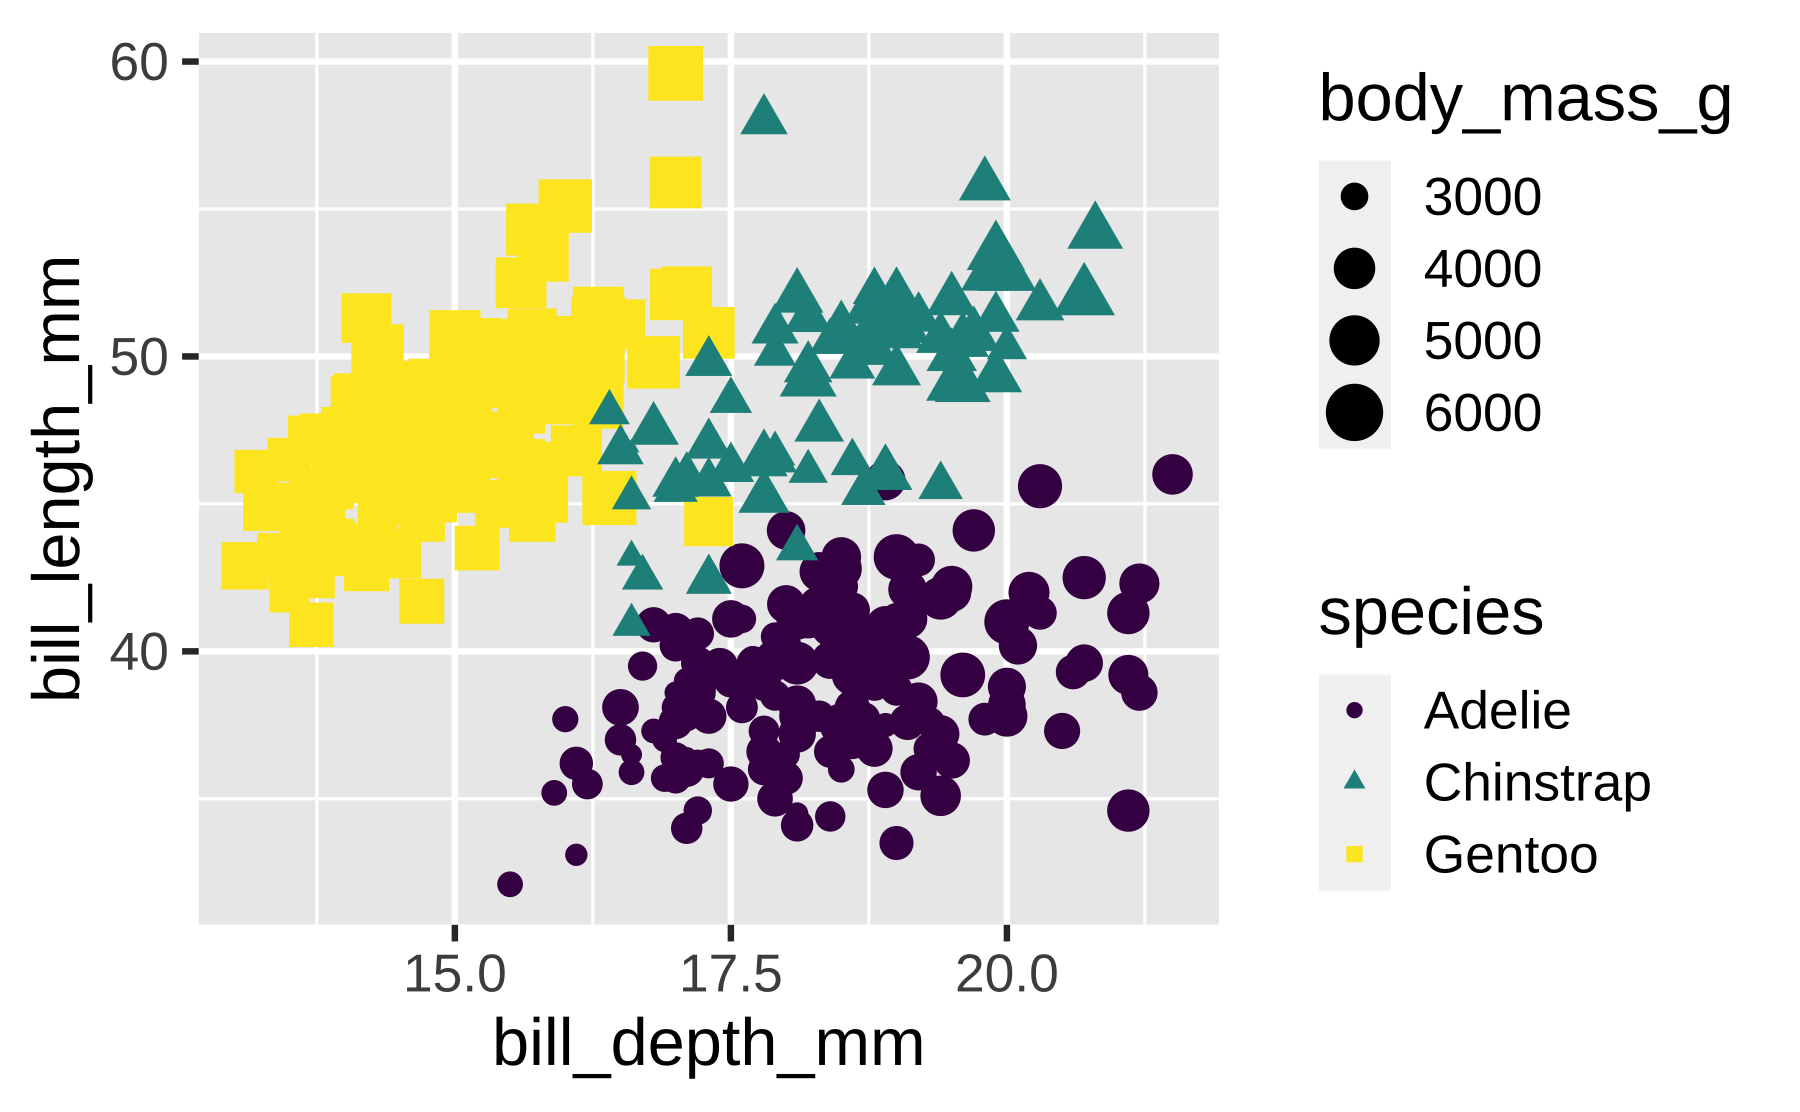 60
50
40
bill_length_mm
15.0
17.5
20.0
bill_depth_mm
body_mass_g
3000
4000
5000
6000
species
Adelie
Chinstrap
Gentoo